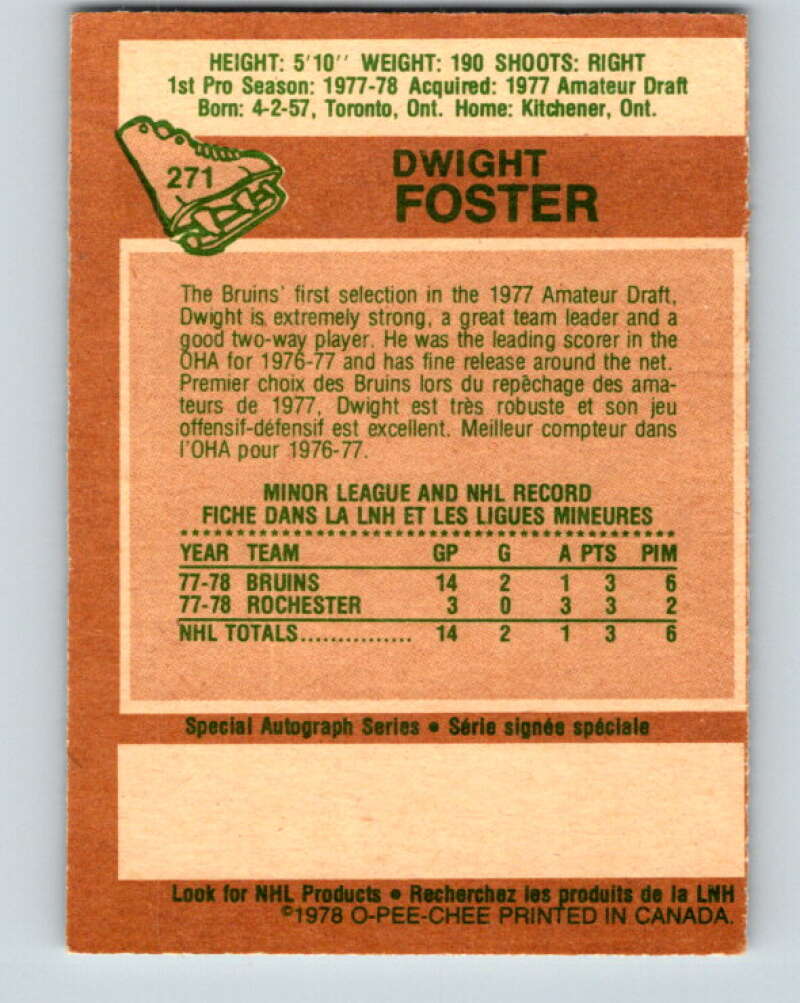 HEIGHT: 5'10'' WEIGHT: 190 SHOOTS: RIGHT
1st Pro Season: 1977-78 Acquired: 1977 Amateur Draft
Born: 4-2-57, Toronto, Ont. Home: Kitchener, Ont.
271
DWIGHT
FOSTER
The Bruins' first selection in the 1977 Amateur Draft,
Dwight is extremely strong, a great team leader and a
good two-way player. He was the leading scorer in the
OHA for 1976-77 and has fine release around the net.
Premier choix des Bruins lors du repêchage des ama-
teurs de 1977, Dwight est très robuste et son jeu
offensif-défensif est excellent. Meilleur compteur dans
l'OHA pour 1976-77.
MINOR LEAGUE AND NHL RECORD
FICHE DANS LA LNH ET LES LIGUES MINEURES
YEAR TEAM GP G A PTS PIM
77-78 BRUINS 14 2 1 3 6
77-78 ROCHESTER 3 0 3 3 2
NHL TOTALS............... 14 2 1 3 6
Special Autograph Series • Série signée spéciale
Look for NHL Products • Recherchez les produits de la LNH
©1978 O-PEE-CHEE PRINTED IN CANADA.